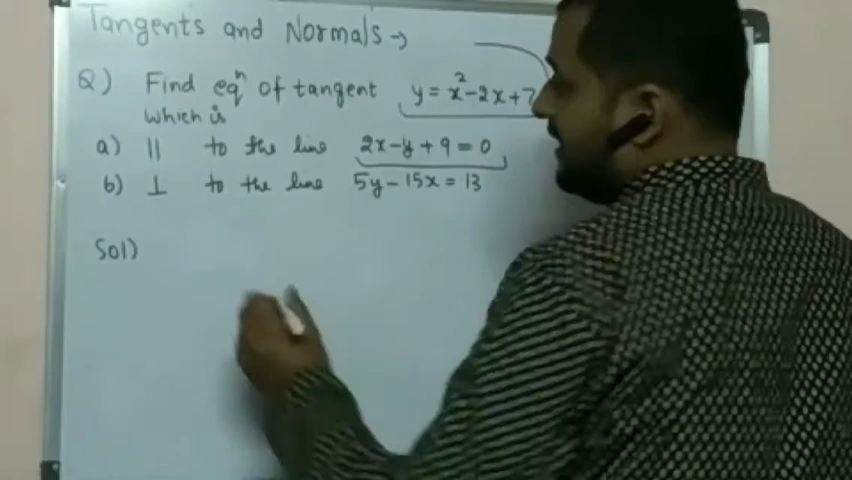 Tangents and Normals →
Q) Find eqⁿ of tangent y = x² - 2x + 7
which is
a) || to the line 2x - y + 9 = 0
b) ⊥ to the line 5y - 15x = 13
Sol)